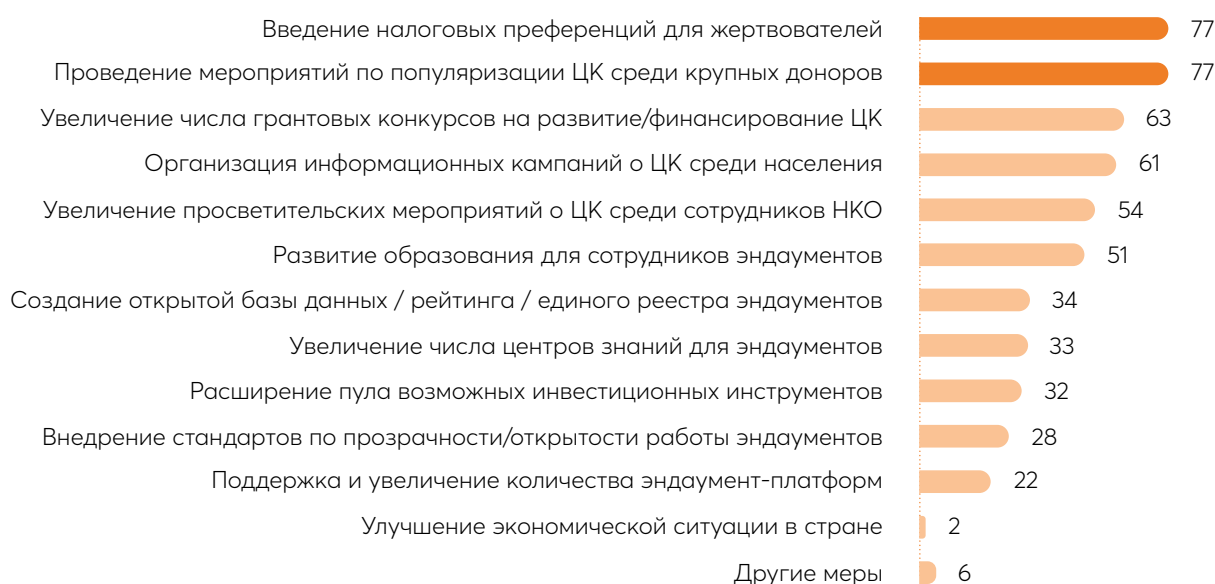 Введение налоговых преференций для жертвователей 77
Проведение мероприятий по популяризации ЦК среди крупных доноров 77
Увеличение числа грантовых конкурсов на развитие/финансирование ЦК 63
Организация информационных кампаний о ЦК среди населения 61
Увеличение просветительских мероприятий о ЦК среди сотрудников НКО 54
Развитие образования для сотрудников эндаументов 51
Создание открытой базы данных / рейтинга / единого реестра эндаументов 34
Увеличение числа центров знаний для эндаументов 33
Расширение пула возможных инвестиционных инструментов 32
Внедрение стандартов по прозрачности/открытости работы эндаументов 28
Поддержка и увеличение количества эндаумент-платформ 22
Улучшение экономической ситуации в стране 2
Другие меры 6